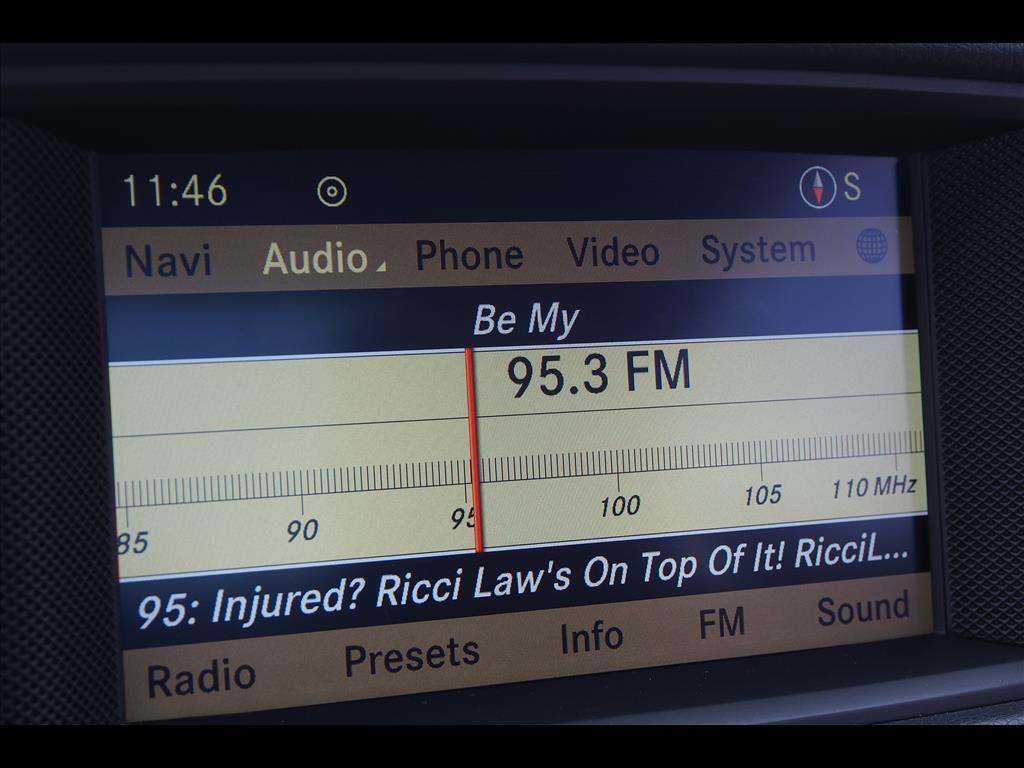 11:46 S
Navi Audio Phone Video System
Be My
95.3 FM
85 90 95 100 105 110 MHz
95: Injured? Ricci Law's On Top Of It! RicciL...
Radio Presets Info FM Sound